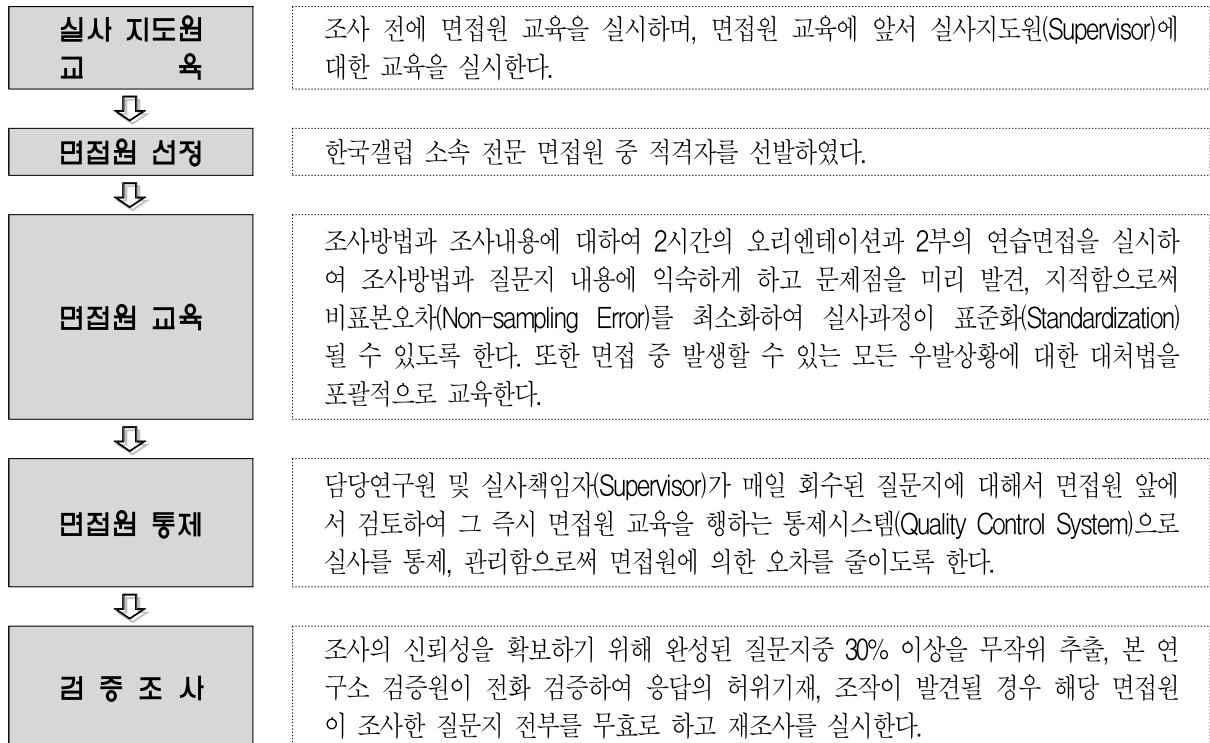 실사 지도원
교 육
조사 전에 면접원 교육을 실시하며, 면접원 교육에 앞서 실사지도원(Supervisor)에
대한 교육을 실시한다.
면접원 선정
한국갤럽 소속 전문 면접원 중 적격자를 선발하였다.
면접원 교육
조사방법과 조사내용에 대하여 2시간의 오리엔테이션과 2부의 연습면접을 실시하
여 조사방법과 질문지 내용에 익숙하게 하고 문제점을 미리 발견, 지적함으로써
비표본오차(Non-sampling Error)를 최소화하여 실사과정이 표준화(Standardization)
될 수 있도록 한다. 또한 면접 중 발생할 수 있는 모든 우발상황에 대한 대처법을
포괄적으로 교육한다.
면접원 통제
담당연구원 및 실사책임자(Supervisor)가 매일 회수된 질문지에 대해서 면접원 앞에
서 검토하여 그 즉시 면접원 교육을 행하는 통제시스템(Quality Control System)으로
실사를 통제, 관리함으로써 면접원에 의한 오차를 줄이도록 한다.
검 증 조 사
조사의 신뢰성을 확보하기 위해 완성된 질문지중 30% 이상을 무작위 추출, 본 연
구소 검증원이 전화 검증하여 응답의 허위기재, 조작이 발견될 경우 해당 면접원
이 조사한 질문지 전부를 무효로 하고 재조사를 실시한다.